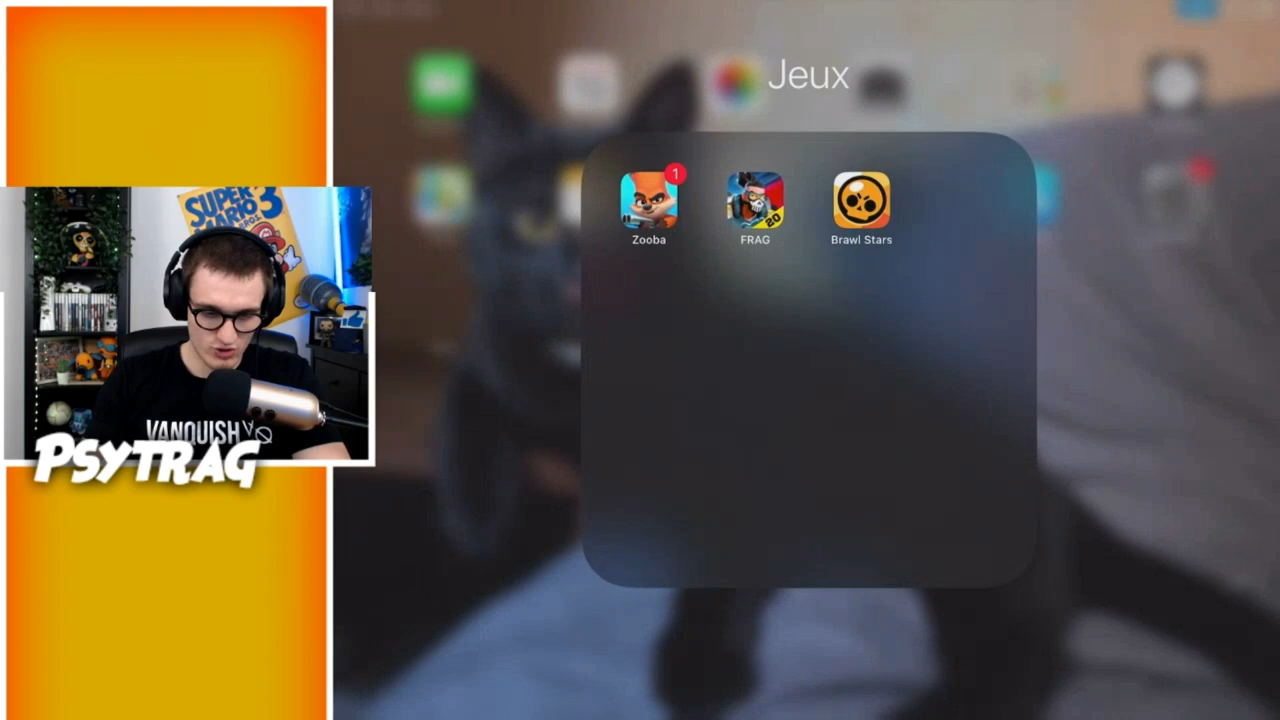 Jeux
1
20
Zooba
FRAG
Brawl Stars
SUPER
MARIO
3
VANQUISH
PSYTRAG